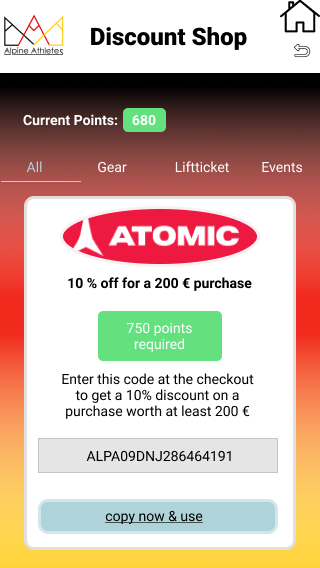 Alpine Athletes
Discount Shop
Current Points: 680
All Gear Liftticket Events
ATOMIC
10 % off for a 200 € purchase
750 points
required
Enter this code at the checkout
to get a 10% discount on a
purchase worth at least 200 €
ALPA09DNJ286464191
copy now & use